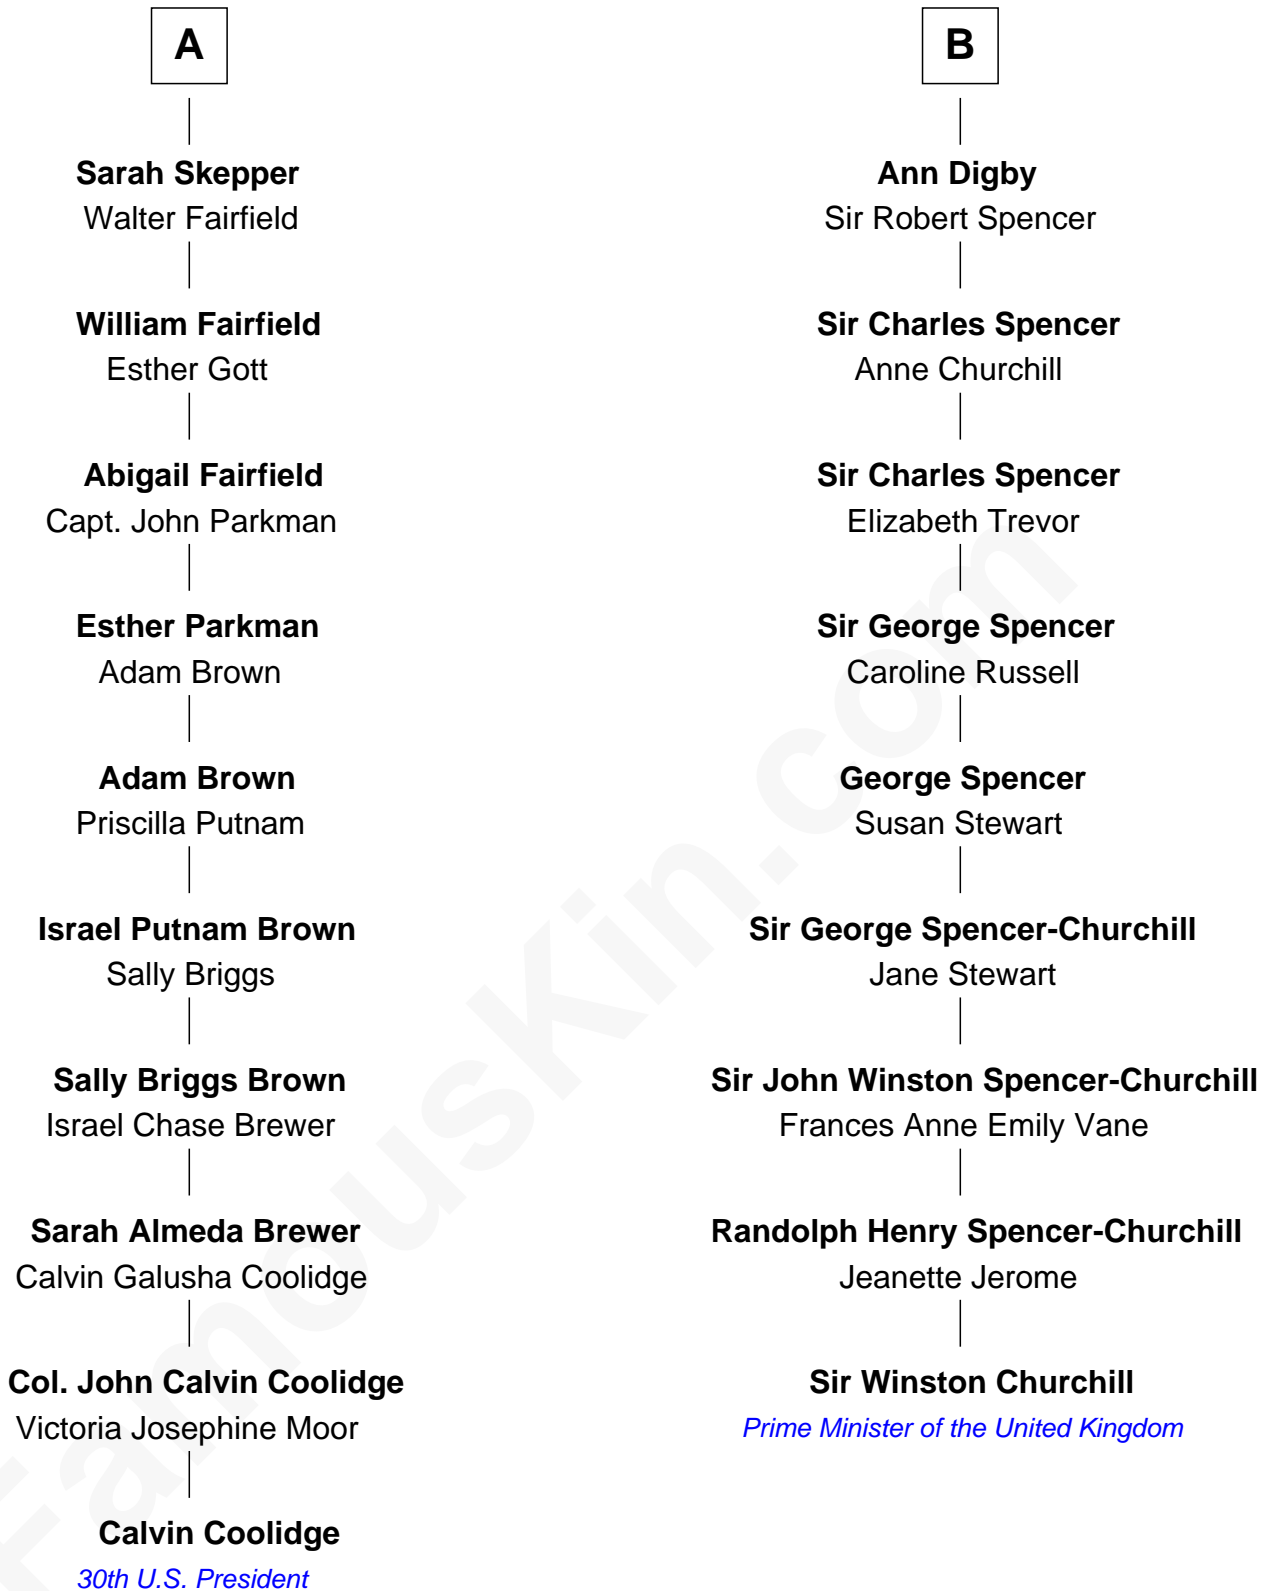 A
Sarah Skepper
Walter Fairfield
William Fairfield
Esther Gott
Abigail Fairfield
Capt. John Parkman
Esther Parkman
Adam Brown
Adam Brown
Priscilla Putnam
Israel Putnam Brown
Sally Briggs
Sally Briggs Brown
Israel Chase Brewer
Sarah Almeda Brewer
Calvin Galusha Coolidge
Col. John Calvin Coolidge
Victoria Josephine Moor
Calvin Coolidge
30th U.S. President
B
Ann Digby
Sir Robert Spencer
Sir Charles Spencer
Anne Churchill
Sir Charles Spencer
Elizabeth Trevor
Sir George Spencer
Caroline Russell
George Spencer
Susan Stewart
Sir George Spencer-Churchill
Jane Stewart
Sir John Winston Spencer-Churchill
Frances Anne Emily Vane
Randolph Henry Spencer-Churchill
Jeanette Jerome
Sir Winston Churchill
Prime Minister of the United Kingdom
FamousKin.com